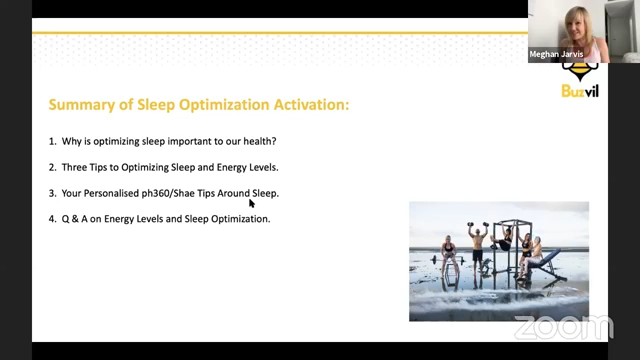 Meghan Jarvis
Buzvil
Summary of Sleep Optimization Activation:
1. Why is optimizing sleep important to our health?
2. Three Tips to Optimizing Sleep and Energy Levels.
3. Your Personalised ph360/Shae Tips Around Sleep.
4. Q & A on Energy Levels and Sleep Optimization.
zoom